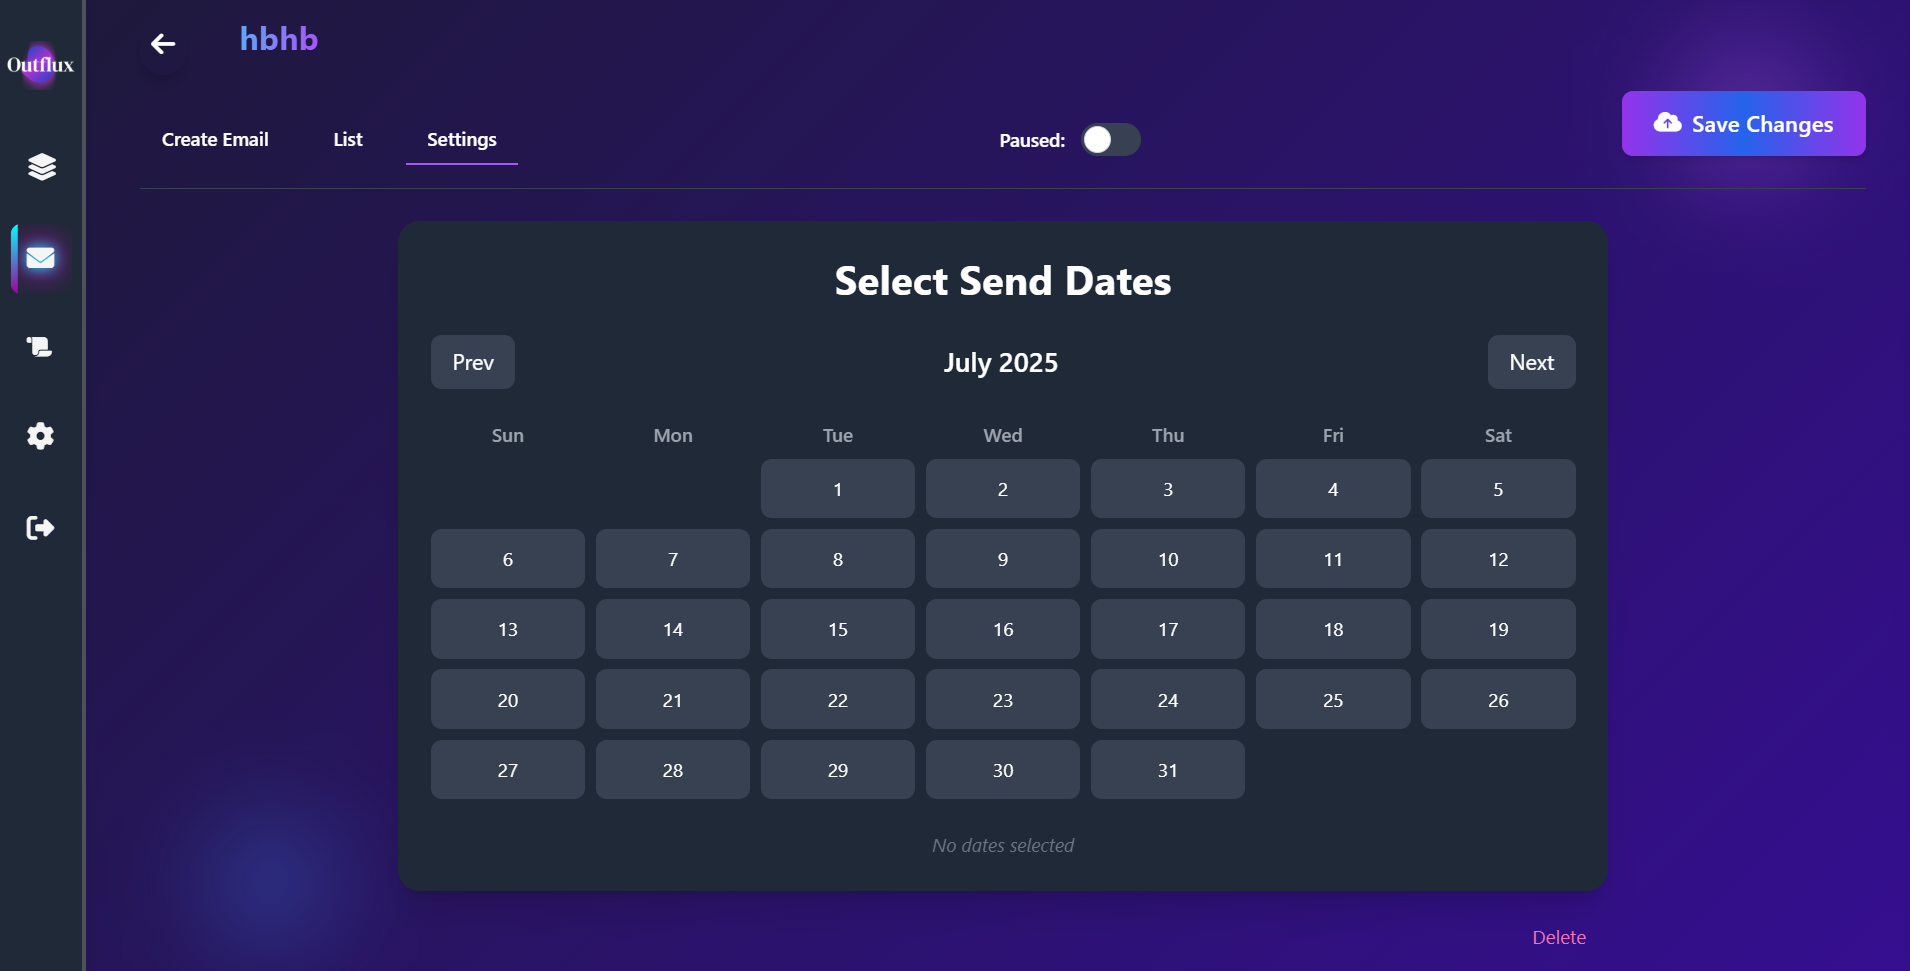 hbhb
Outflux
Create Email List Settings Paused: Save Changes
Select Send Dates
Prev July 2025 Next
Sun Mon Tue Wed Thu Fri Sat
1 2 3 4 5
6 7 8 9 10 11 12
13 14 15 16 17 18 19
20 21 22 23 24 25 26
27 28 29 30 31
No dates selected
Delete